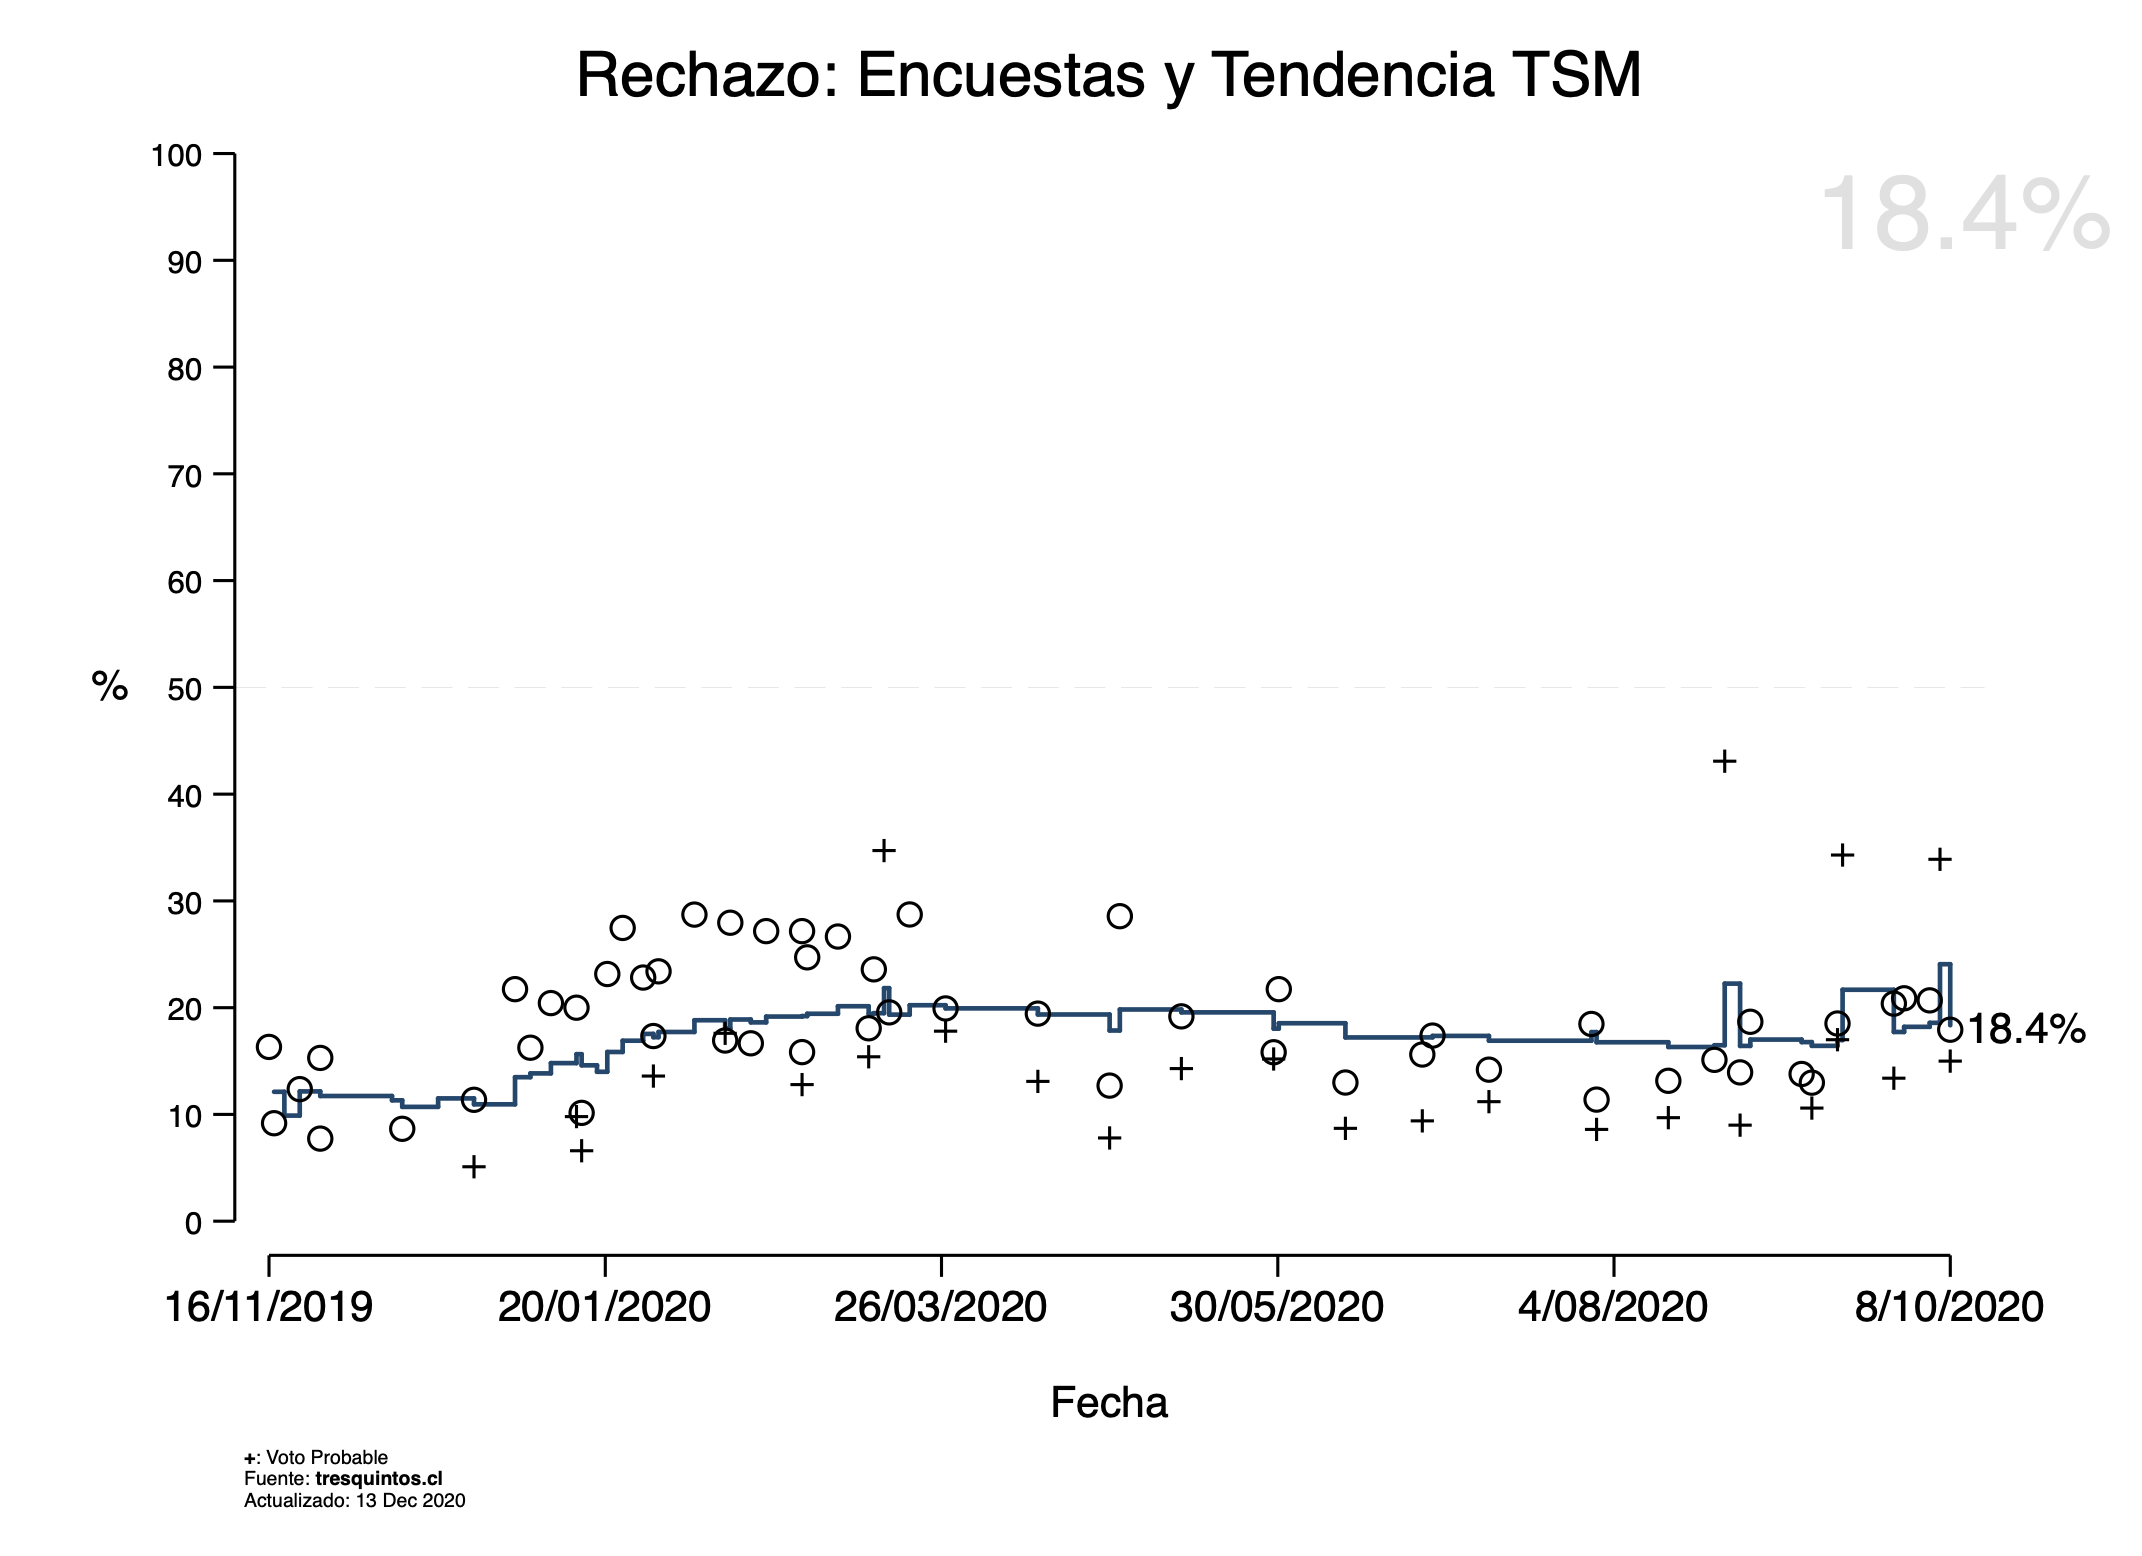 Rechazo: Encuestas y Tendencia TSM
100
18.4%
90
80
70
60
% 50
40
30
20
18.4%
10
0
16/11/2019 20/01/2020 26/03/2020 30/05/2020 4/08/2020 8/10/2020
Fecha
+: Voto Probable
Fuente: tresquintos.cl
Actualizado: 13 Dec 2020